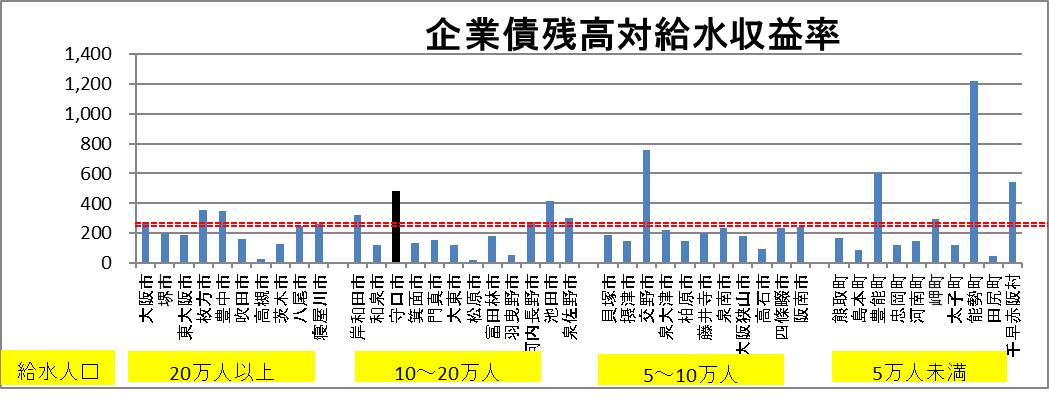 企業債残高対給水収益率
1,400
1,200
1,000
800
600
400
200
0
大阪市
堺市
東大阪市
枚方市
豊中市
吹田市
高槻市
茨木市
八尾市
寝屋川市
岸和田市
和泉市
守口市
箕面市
門真市
大東市
松原市
富田林市
羽曳野市
河内長野市
池田市
泉佐野市
貝塚市
摂津市
交野市
泉大津市
柏原市
藤井寺市
泉南市
大阪狭山市
高石市
四條畷市
阪南市
熊取町
島本町
豊能町
忠岡町
河南町
岬町
太子町
能勢町
田尻町
千早赤阪村
給水人口
20万人以上
10～20万人
5～10万人
5万人未満